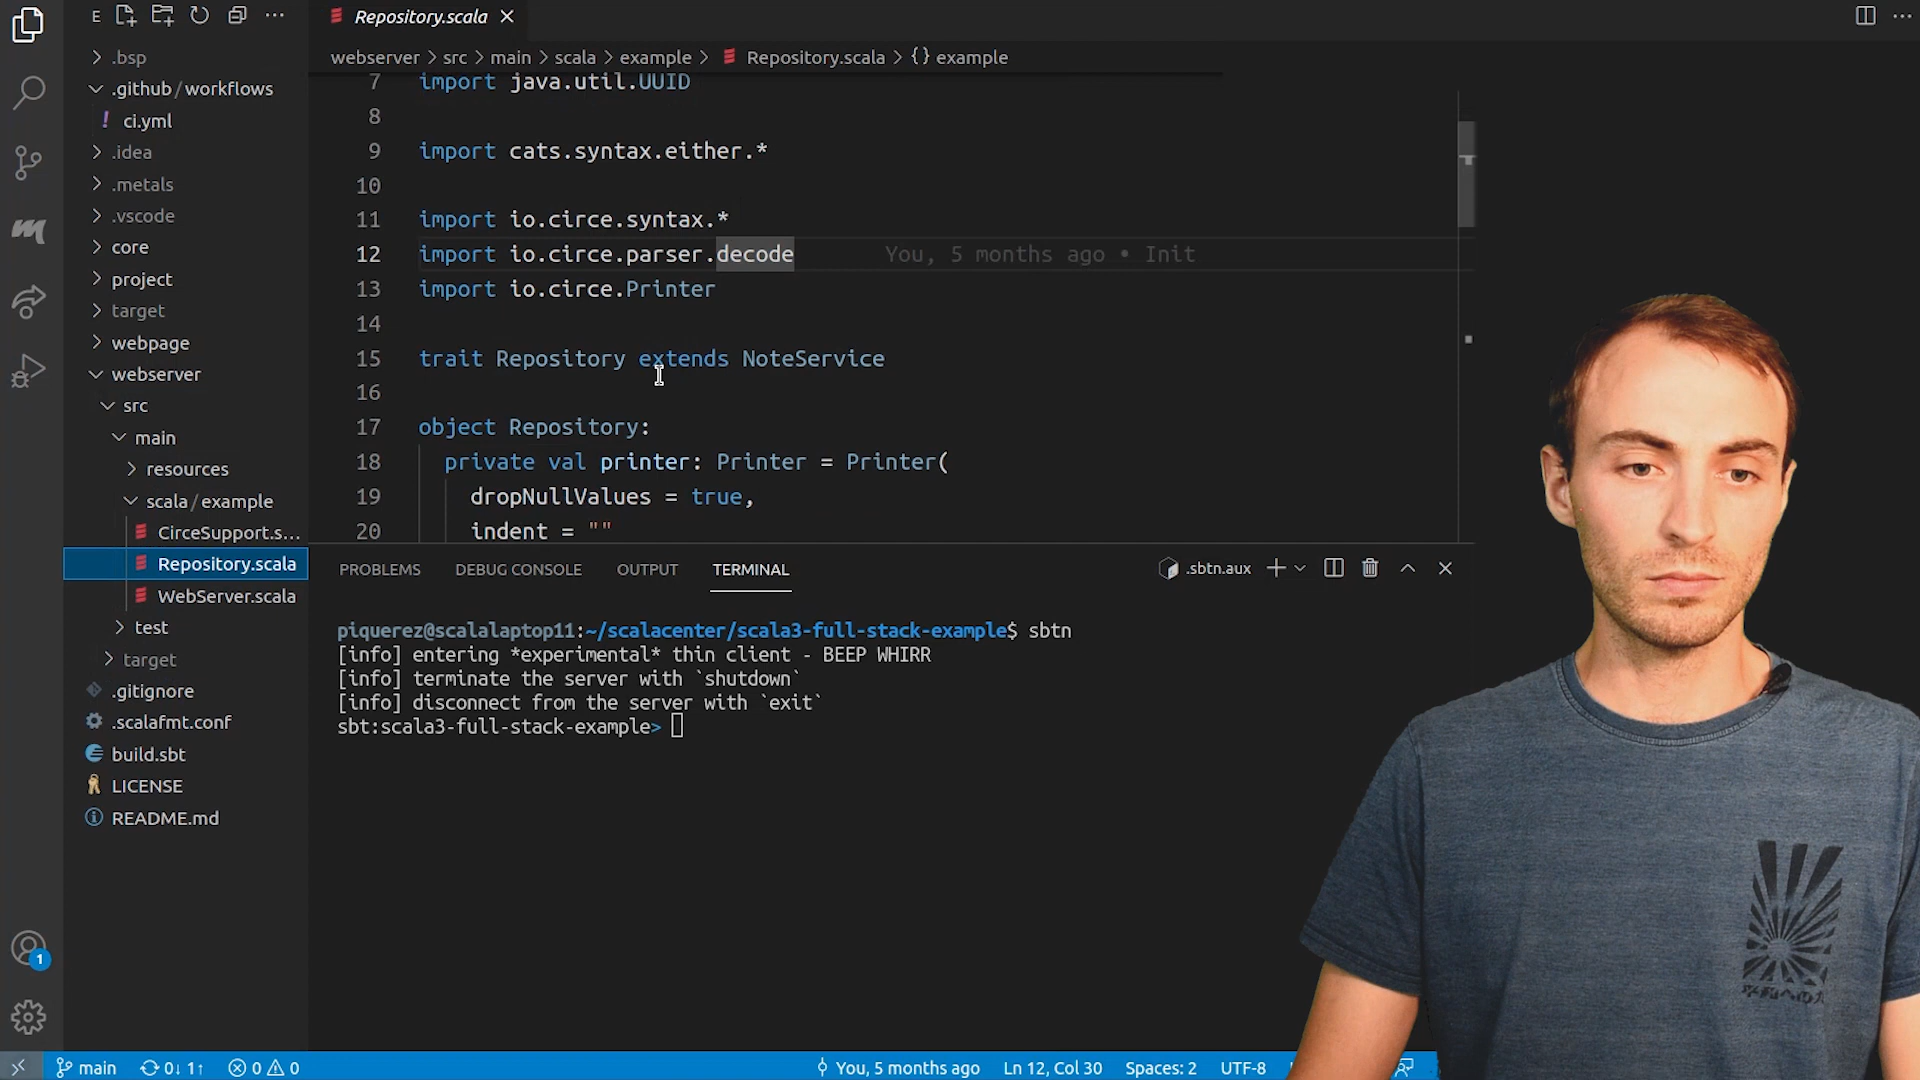 E
Repository.scala
webserver > src > main > scala > example > Repository.scala > {} example
.bsp
.github/workflows
ci.yml
.idea
.metals
.vscode
core
project
target
webpage
webserver
src
main
resources
scala/example
CirceSupport.s...
Repository.scala
WebServer.scala
test
target
.gitignore
.scalafmt.conf
build.sbt
LICENSE
README.md
7 import java.util.UUID
8
9 import cats.syntax.either.*
10
11 import io.circe.syntax.*
12 import io.circe.parser.decode You, 5 months ago • Init
13 import io.circe.Printer
14
15 trait Repository extends NoteService
16
17 object Repository:
18 private val printer: Printer = Printer(
19 dropNullValues = true,
20 indent = ""
PROBLEMS DEBUG CONSOLE OUTPUT TERMINAL .sbtn.aux
piquerez@scalalaptop11:~/scalacenter/scala3-full-stack-example$ sbtn
[info] entering *experimental* thin client - BEEP WHIRR
[info] terminate the server with `shutdown`
[info] disconnect from the server with `exit`
sbt:scala3-full-stack-example>
1
main 0↓ 1↑ 0 0 You, 5 months ago Ln 12, Col 30 Spaces: 2 UTF-8